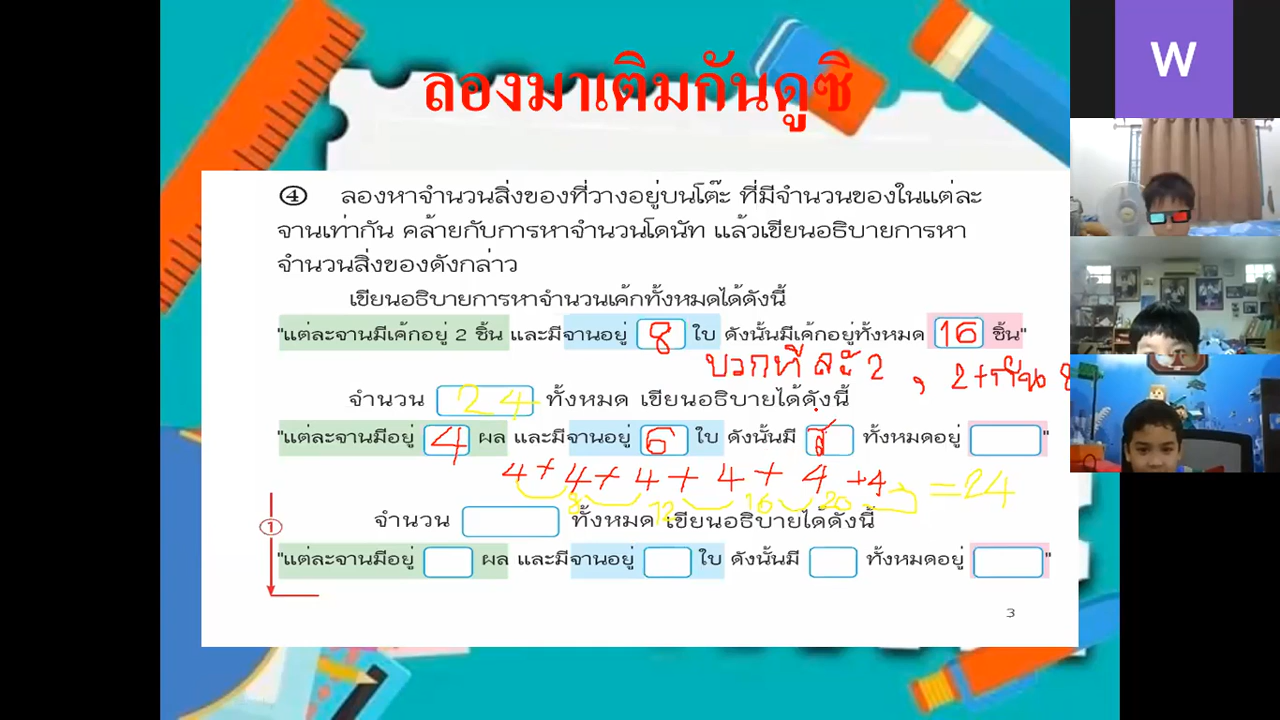 ลองมาเติมกันดูซิ
W
④ ลองหาจำนวนสิ่งของที่วางอยู่บนโต๊ะ ที่มีจำนวนของในแต่ละ
จานเท่ากัน คล้ายกับการหาจำนวนโดนัท แล้วเขียนอธิบายการหา
จำนวนสิ่งของดังกล่าว
เขียนอธิบายการหาจำนวนเค้กทั้งหมดได้ดังนี้
"แต่ละจานมีเค้กอยู่ 2 ชิ้น และมีจานอยู่ 8 ใบ ดังนั้นมีเค้กอยู่ทั้งหมด 16 ชิ้น"
บวกทีละ 2 , 2+กัน 8
จำนวน 24 ทั้งหมด เขียนอธิบายได้ดังนี้
"แต่ละจานมีอยู่ 4 ผล และมีจานอยู่ 6 ใบ ดังนั้นมี ส้ ทั้งหมดอยู่ "
4 + 4 + 4 + 4 + 4 + 4 = 24
8 12 16 20
จำนวน ทั้งหมด เขียนอธิบายได้ดังนี้
①
"แต่ละจานมีอยู่ ผล และมีจานอยู่ ใบ ดังนั้นมี ทั้งหมดอยู่ "
3